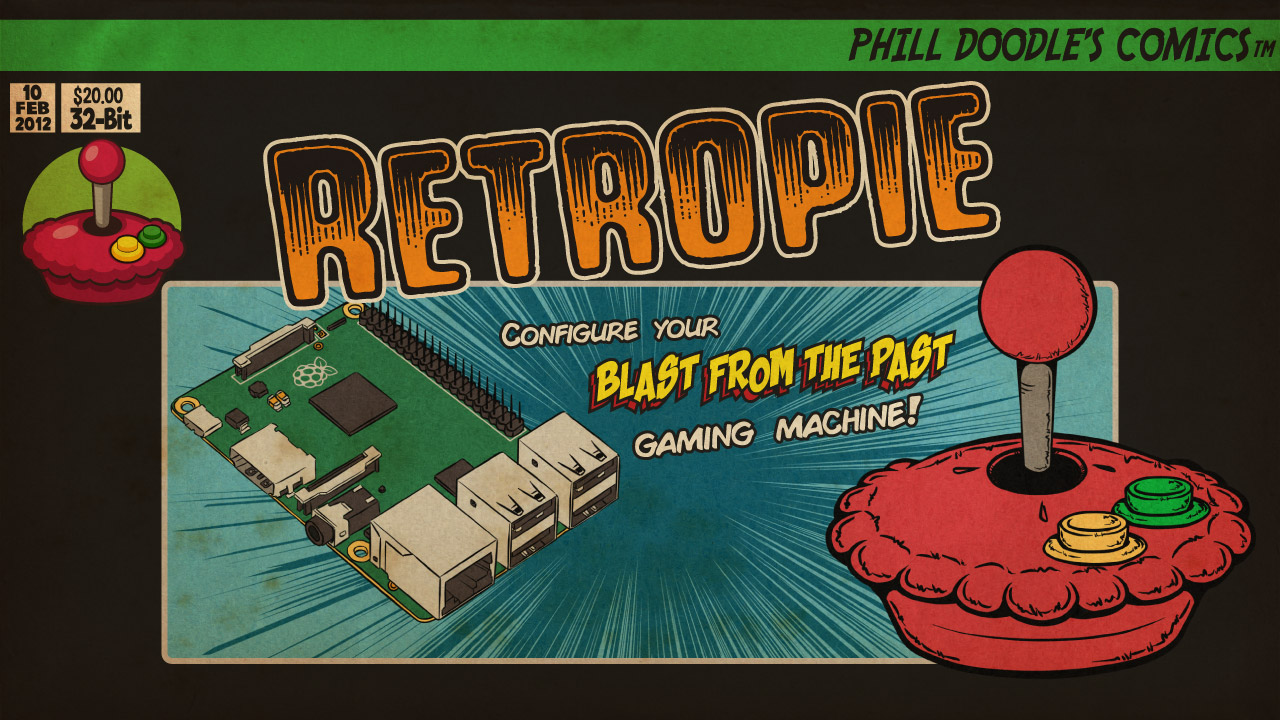 PHILL DOODLE'S COMICS™
10
FEB
2012
$20.00
32-Bit
RETROPIE
CONFIGURE YOUR
BLAST FROM THE PAST
GAMING MACHINE!